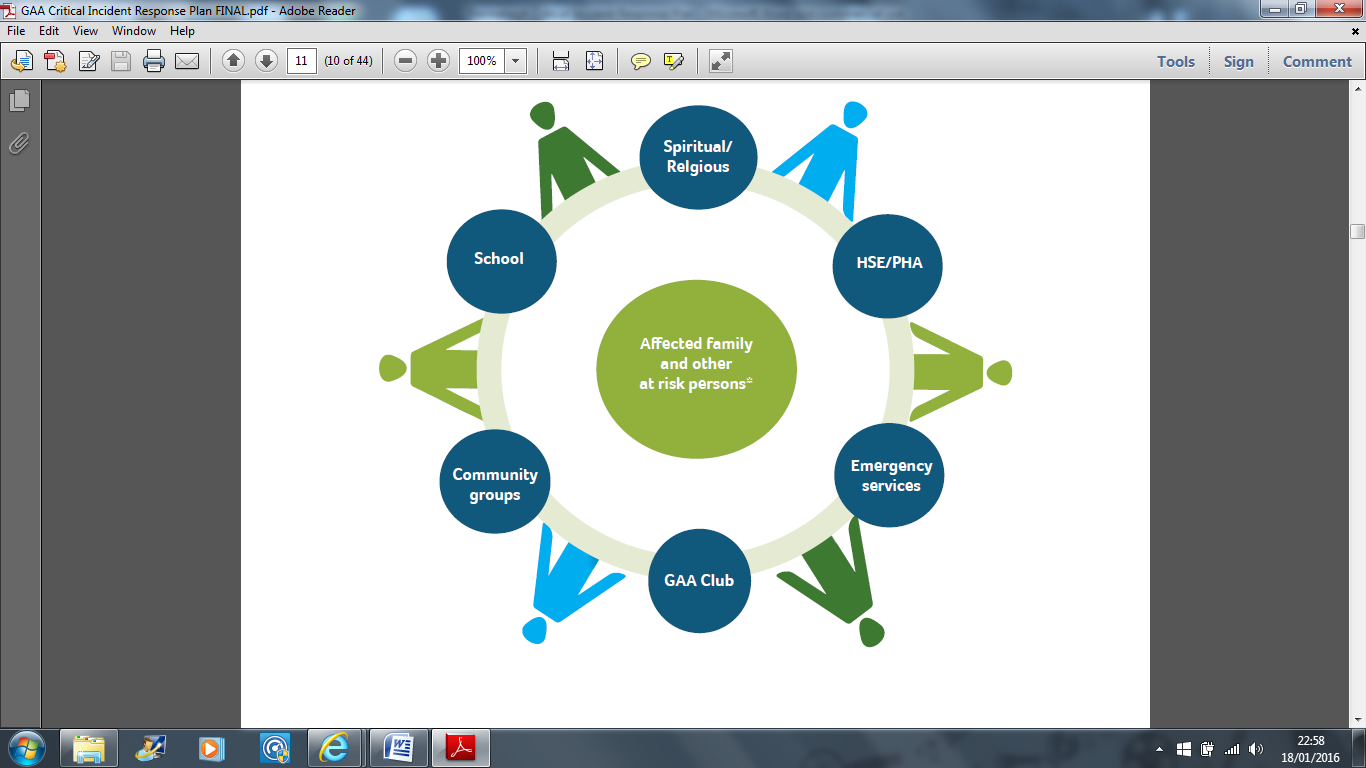 GAA Critical Incident Response Plan FINAL.pdf - Adobe Reader
File Edit View Window Help
11 (10 of 44) 100% Tools Sign Comment
Spiritual/
Relgious
School
HSE/PHA
Affected family
and other
at risk persons*
Community
groups
Emergency
services
GAA Club
22:58
18/01/2016